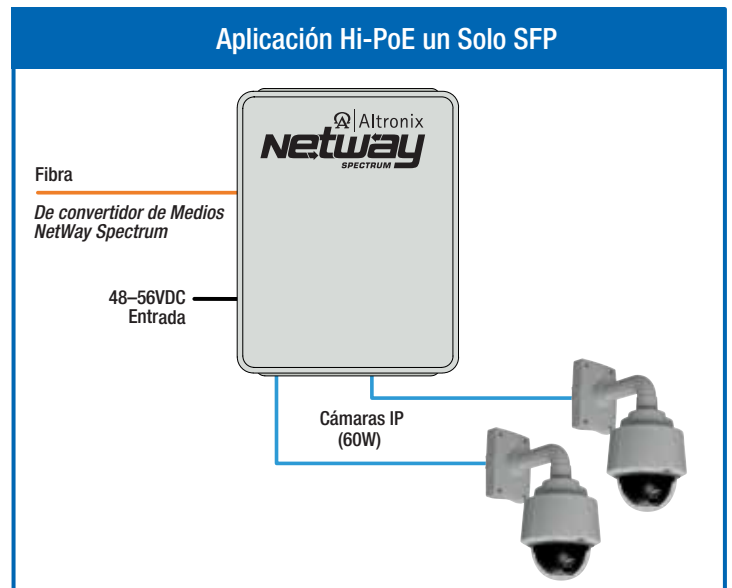 Aplicación Hi-PoE un Solo SFP
Altronix
Netway
SPECTRUM
Fibra
De convertidor de Medios
NetWay Spectrum
48–56VDC
Entrada
Cámaras IP
(60W)